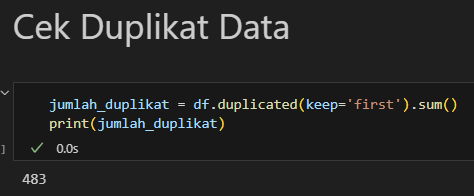 Cek Duplikat Data
jumlah_duplikat = df.duplicated(keep='first').sum()
print(jumlah_duplikat)
] 0.0s
483